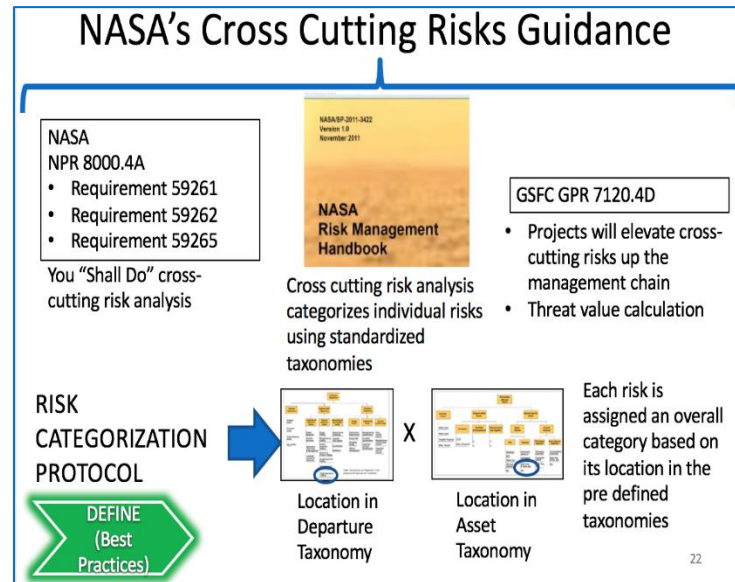 NASA's Cross Cutting Risks Guidance
NASA
NPR 8000.4A
• Requirement 59261
• Requirement 59262
• Requirement 59265
You "Shall Do" cross-
cutting risk analysis
NASA/SP-2011-3422
Version 1.0
November 2011
NASA
Risk Management
Handbook
Cross cutting risk analysis
categorizes individual risks
using standardized
taxonomies
GSFC GPR 7120.4D
• Projects will elevate cross-
cutting risks up the
management chain
• Threat value calculation
RISK
CATEGORIZATION
PROTOCOL
DEFINE
(Best
Practices)
Location in
Departure
Taxonomy
X
Location in
Asset
Taxonomy
Each risk is
assigned an overall
category based on
its location in the
pre defined
taxonomies
22